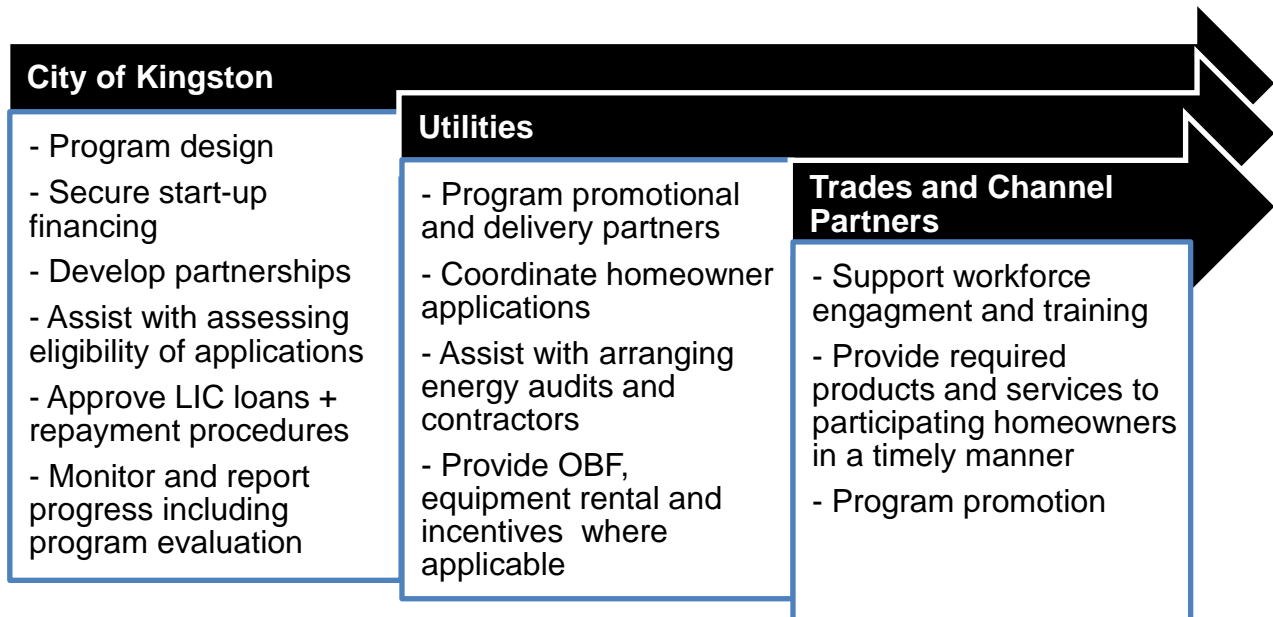 City of Kingston
- Program design
- Secure start-up
financing
- Develop partnerships
- Assist with assessing
eligibility of applications
- Approve LIC loans +
repayment procedures
- Monitor and report
progress including
program evaluation
Utilities
- Program promotional
and delivery partners
- Coordinate homeowner
applications
- Assist with arranging
energy audits and
contractors
- Provide OBF,
equipment rental and
incentives  where
applicable
Trades and Channel
Partners
- Support workforce
engagment and training
- Provide required
products and services to
participating homeowners
in a timely manner
- Program promotion